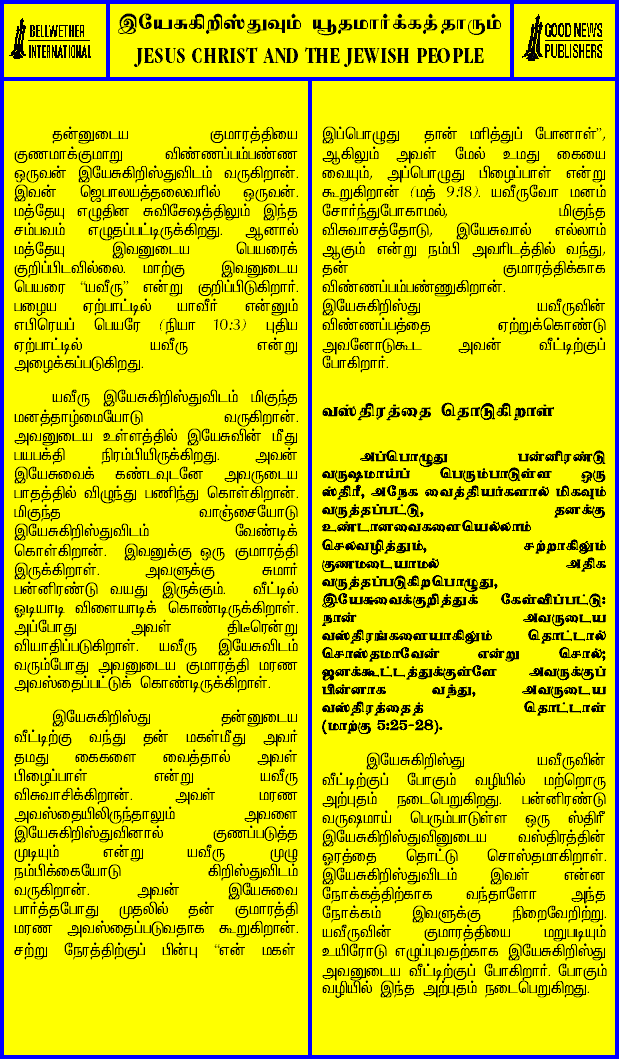 BELLWETHER
INTERNATIONAL
இயேசுகிறிஸ்துவும் யூதமார்க்கத்தாரும்
JESUS CHRIST AND THE JEWISH PEOPLE
GOOD NEWS
PUBLISHERS
தன்னுடைய குமாரத்தியை
குணமாக்குமாறு விண்ணப்பம்பண்ண
ஒருவன் இயேசுகிறிஸ்துவிடம் வருகிறான்.
இவன் ஜெபாலயத்தலைவரில் ஒருவன்.
மத்தேயு எழுதின சுவிசேஷத்திலும் இந்த
சம்பவம் எழுதப்பட்டிருக்கிறது. ஆனால்
மத்தேயு இவனுடைய பெயரைக்
குறிப்பிடவில்லை. மாற்கு இவனுடைய
பெயரை “யவீரு” என்று குறிப்பிடுகிறார்.
பழைய ஏற்பாட்டில் யாவீர் என்னும்
எபிரெயப் பெயரே (நியா 10:3) புதிய
ஏற்பாட்டில் யவீரு என்று
அழைக்கப்படுகிறது.
யவீரு இயேசுகிறிஸ்துவிடம் மிகுந்த
மனத்தாழ்மையோடு வருகிறான்.
அவனுடைய உள்ளத்தில் இயேசுவின் மீது
பயபக்தி நிரம்பியிருக்கிறது. அவன்
இயேசுவைக் கண்டவுடனே அவருடைய
பாதத்தில் விழுந்து பணிந்து கொள்கிறான்.
மிகுந்த வாஞ்சையோடு
இயேசுகிறிஸ்துவிடம் வேண்டிக்
கொள்கிறான். இவனுக்கு ஒரு குமாரத்தி
இருக்கிறாள். அவளுக்கு சுமார்
பன்னிரண்டு வயது இருக்கும். வீட்டில்
ஓடியாடி விளையாடிக் கொண்டிருக்கிறாள்.
அப்போது அவள் திடீரென்று
வியாதிப்படுகிறாள். யவீரு இயேசுவிடம்
வரும்போது அவனுடைய குமாரத்தி மரண
அவஸ்தைப்பட்டுக் கொண்டிருக்கிறாள்.
இயேசுகிறிஸ்து தன்னுடைய
வீட்டிற்கு வந்து தன் மகள்மீது அவர்
தமது கைகளை வைத்தால் அவள்
பிழைப்பாள் என்று யவீரு
விசுவாசிக்கிறான். அவள் மரண
அவஸ்தையிலிருந்தாலும் அவளை
இயேசுகிறிஸ்துவினால் குணப்படுத்த
முடியும் என்று யவீரு முழு
நம்பிக்கையோடு கிறிஸ்துவிடம்
வருகிறான். அவன் இயேசுவை
பார்த்தபோது முதலில் தன் குமாரத்தி
மரண அவஸ்தைப்படுவதாக கூறுகிறான்.
சற்று நேரத்திற்குப் பின்பு “என் மகள்
இப்பொழுது தான் மரித்துப் போனாள்”,
ஆகிலும் அவள் மேல் உமது கையை
வையும், அப்பொழுது பிழைப்பாள் என்று
கூறுகிறான் (மத் 9:18). யவீருவோ மனம்
சோர்ந்துபோகாமல், மிகுந்த
விசுவாசத்தோடு, இயேசுவால் எல்லாம்
ஆகும் என்று நம்பி அவரிடத்தில் வந்து,
தன் குமாரத்திக்காக
விண்ணப்பம்பண்ணுகிறான்.
இயேசுகிறிஸ்து யவீருவின்
விண்ணப்பத்தை ஏற்றுக்கொண்டு
அவனோடுகூட அவன் வீட்டிற்குப்
போகிறார்.
வஸ்திரத்தை தொடுகிறாள்
அப்பொழுது பன்னிரண்டு
வருஷமாய்ப் பெரும்பாடுள்ள ஒரு
ஸ்திரீ, அநேக வைத்தியர்களால் மிகவும்
வருத்தப்பட்டு, தனக்கு
உண்டானவைகளையெல்லாம்
செலவழித்தும், சற்றாகிலும்
குணமடையாமல் அதிக
வருத்தப்படுகிறபொழுது,
இயேசுவைக்குறித்துக் கேள்விப்பட்டு:
நான் அவருடைய
வஸ்திரங்களையாகிலும் தொட்டால்
சொஸ்தமாவேன் என்று சொல்;
ஜனக்கூட்டத்துக்குள்ளே அவருக்குப்
பின்னாக வந்து, அவருடைய
வஸ்திரத்தைத் தொட்டாள்
(மாற்கு 5:25-28).
இயேசுகிறிஸ்து யவீருவின்
வீட்டிற்குப் போகும் வழியில் மற்றொரு
அற்புதம் நடைபெறுகிறது. பன்னிரண்டு
வருஷமாய் பெரும்பாடுள்ள ஒரு ஸ்திரீ
இயேசுகிறிஸ்துவினுடைய வஸ்திரத்தின்
ஓரத்தை தொட்டு சொஸ்தமாகிறாள்.
இயேசுகிறிஸ்துவிடம் இவள் என்ன
நோக்கத்திற்காக வந்தாளோ அந்த
நோக்கம் இவளுக்கு நிறைவேறிற்று.
யவீருவின் குமாரத்தியை மறுபடியும்
உயிரோடு எழுப்புவதற்காக இயேசுகிறிஸ்து
அவனுடைய வீட்டிற்குப் போகிறார். போகும்
வழியில் இந்த அற்புதம் நடைபெறுகிறது.